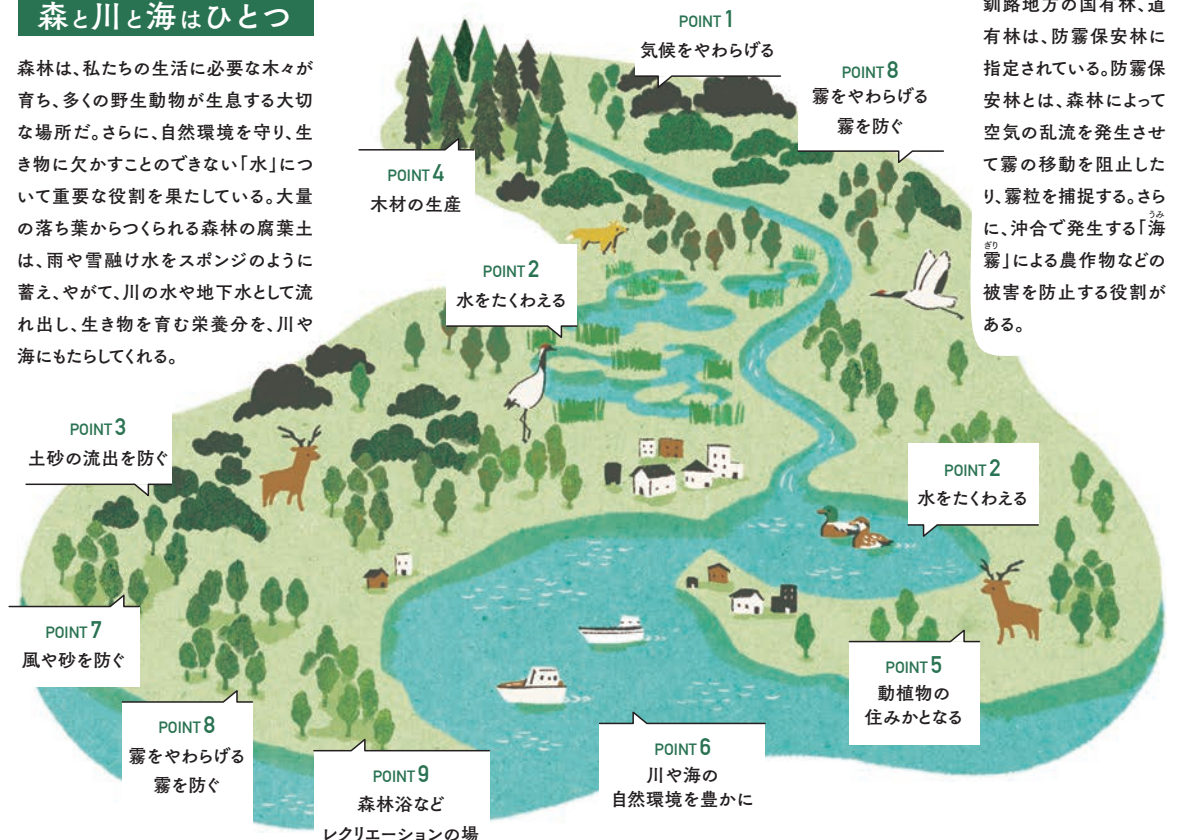 森と川と海はひとつ
森林は、私たちの生活に必要な木々が
育ち、多くの野生動物が生息する大切
な場所だ。さらに、自然環境を守り、生
き物に欠かすことのできない「水」につ
いて重要な役割を果たしている。大量
の落ち葉からつくられる森林の腐葉土
は、雨や雪融け水をスポンジのように
蓄え、やがて、川の水や地下水として流
れ出し、生き物を育む栄養分を、川や
海にもたらしてくれる。
POINT 1
気候をやわらげる
POINT 8
霧をやわらげる
霧を防ぐ
釧路地方の国有林、道
有林は、防霧保安林に
指定されている。防霧保
安林とは、森林によって
空気の乱流を発生させ
て霧の移動を阻止した
り、霧粒を捕捉する。さら
に、沖合で発生する「海
うみ
霧」による農作物などの
ぎり
被害を防止する役割が
ある。
POINT 4
木材の生産
POINT 2
水をたくわえる
POINT 3
土砂の流出を防ぐ
POINT 2
水をたくわえる
POINT 7
風や砂を防ぐ
POINT 5
動植物の
住みかとなる
POINT 8
霧をやわらげる
霧を防ぐ
POINT 6
川や海の
自然環境を豊かに
POINT 9
森林浴など
レクリエーションの場